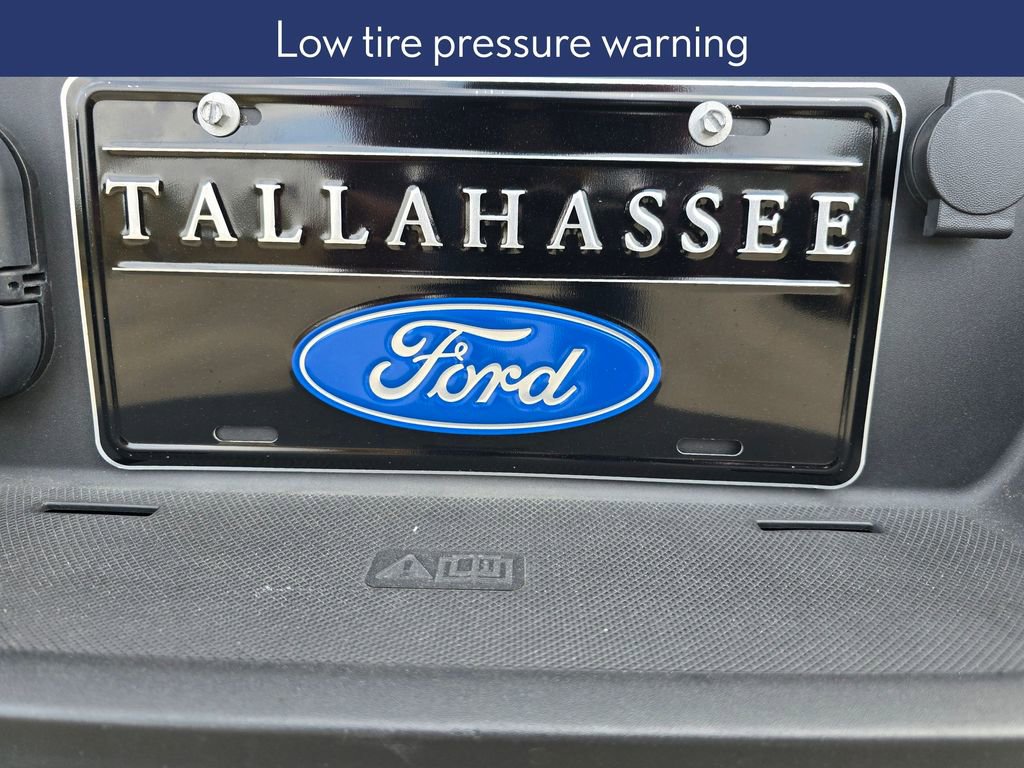 Low tire pressure warning
TALLAHASSEE
Ford